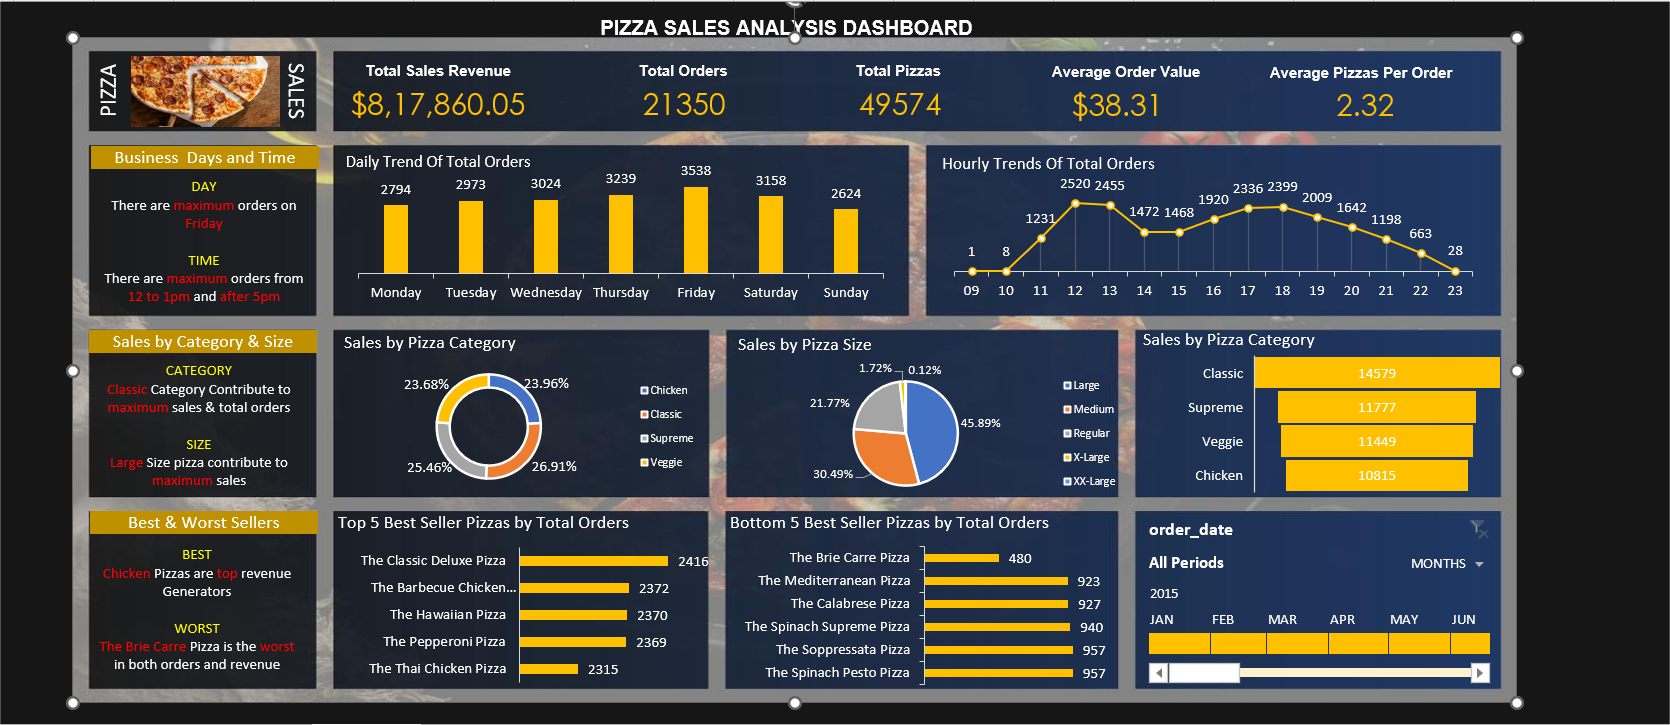 PIZZA SALES ANALYSIS DASHBOARD
PIZZA
SALES
Total Sales Revenue
$8,17,860.05
Total Orders
21350
Total Pizzas
49574
Average Order Value
$38.31
Average Pizzas Per Order
2.32
Business Days and Time
DAY
There are maximum orders on
Friday
TIME
There are maximum orders from
12 to 1pm and after 5pm
Daily Trend Of Total Orders
2794 2973 3024 3239 3538 3158 2624
Monday Tuesday Wednesday Thursday Friday Saturday Sunday
Hourly Trends Of Total Orders
1 8 1231 2520 2455 1472 1468 1920 2336 2399 2009 1642 1198 663 28
09 10 11 12 13 14 15 16 17 18 19 20 21 22 23
Sales by Category & Size
CATEGORY
Classic Category Contribute to
maximum sales & total orders
SIZE
Large Size pizza contribute to
maximum sales
Sales by Pizza Category
23.68% 23.96%
25.46% 26.91%
Chicken
Classic
Supreme
Veggie
Sales by Pizza Size
1.72% 0.12%
21.77%
45.89%
30.49%
Large
Medium
Regular
X-Large
XX-Large
Sales by Pizza Category
Classic 14579
Supreme 11777
Veggie 11449
Chicken 10815
Best & Worst Sellers
BEST
Chicken Pizzas are top revenue
Generators
WORST
The Brie Carre Pizza is the worst
in both orders and revenue
Top 5 Best Seller Pizzas by Total Orders
The Classic Deluxe Pizza 2416
The Barbecue Chicken... 2372
The Hawaiian Pizza 2370
The Pepperoni Pizza 2369
The Thai Chicken Pizza 2315
Bottom 5 Best Seller Pizzas by Total Orders
The Brie Carre Pizza 480
The Mediterranean Pizza 923
The Calabrese Pizza 927
The Spinach Supreme Pizza 940
The Soppressata Pizza 957
The Spinach Pesto Pizza 957
order_date
All Periods MONTHS
2015
JAN FEB MAR APR MAY JUN